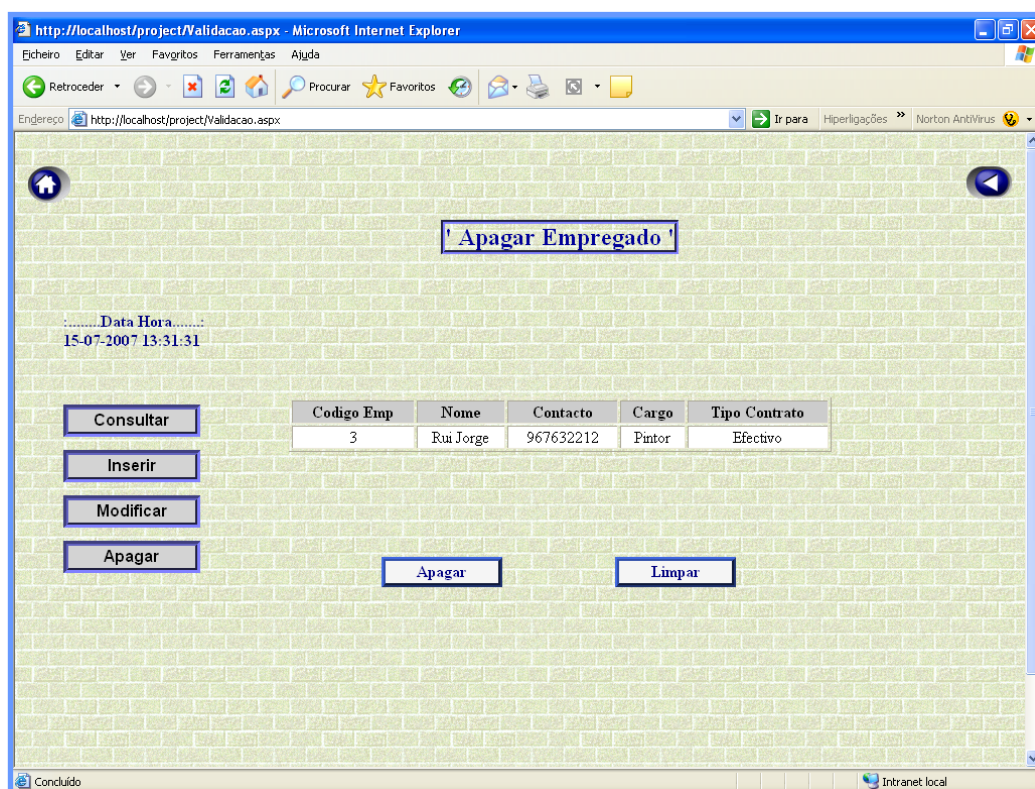 http://localhost/project/Validacao.aspx - Microsoft Internet Explorer
Ficheiro Editar Ver Favoritos Ferramentas Ajuda
Retroceder Procurar Favoritos
Endereço http://localhost/project/Validacao.aspx Ir para Hiperligações » Norton AntiVirus
' Apagar Empregado '
:........Data Hora.......:
15-07-2007 13:31:31
Consultar
Inserir
Modificar
Apagar
Codigo Emp Nome Contacto Cargo Tipo Contrato
3 Rui Jorge 967632212 Pintor Efectivo
Apagar Limpar
Concluído Intranet local